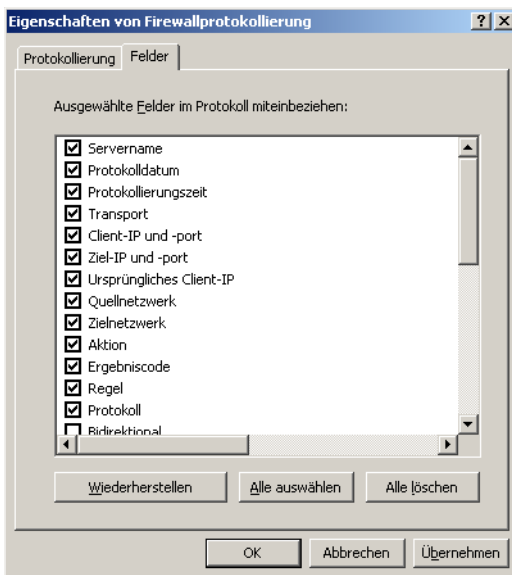 Eigenschaften von Firewallprotokollierung
Protokollierung Felder
Ausgewählte Felder im Protokoll miteinbeziehen:
Servername
Protokolldatum
Protokollierungszeit
Transport
Client-IP und -port
Ziel-IP und -port
Ursprüngliches Client-IP
Quellnetzwerk
Zielnetzwerk
Aktion
Ergebniscode
Regel
Protokoll
Bidirektional
Wiederherstellen Alle auswählen Alle löschen
OK Abbrechen Übernehmen